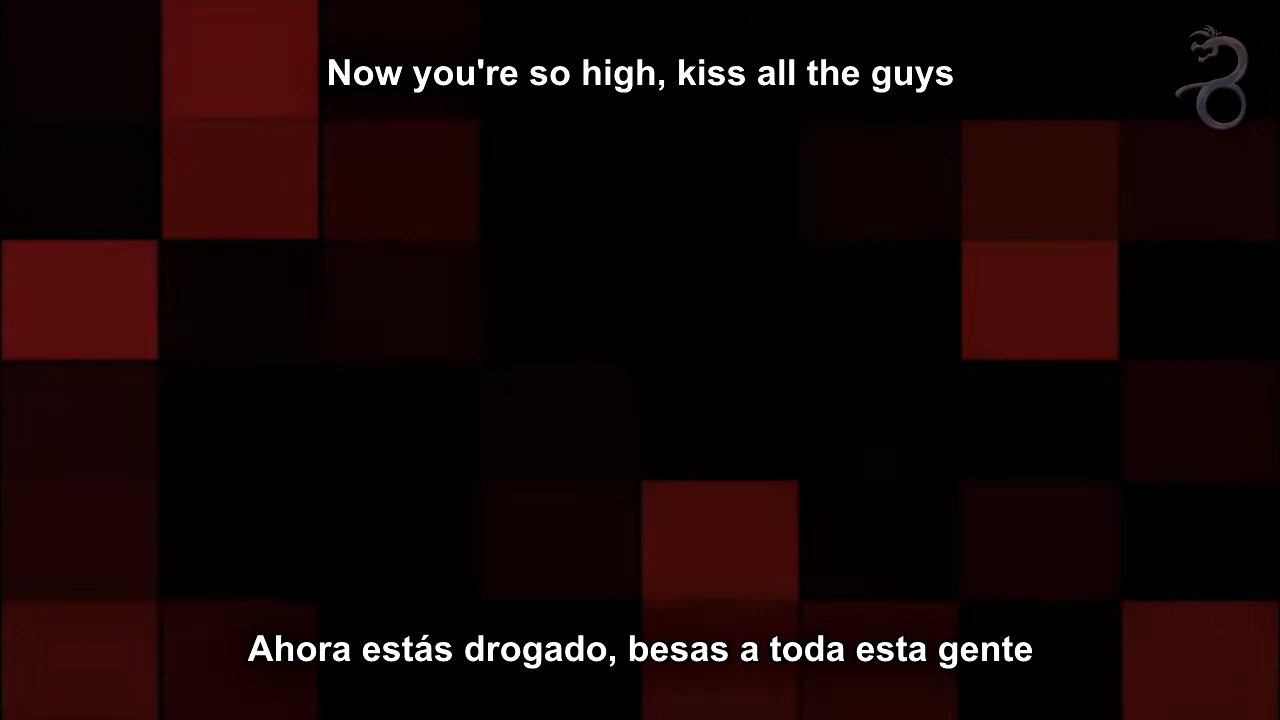 Now you're so high, kiss all the guys
Ahora estás drogado, besas a toda esta gente